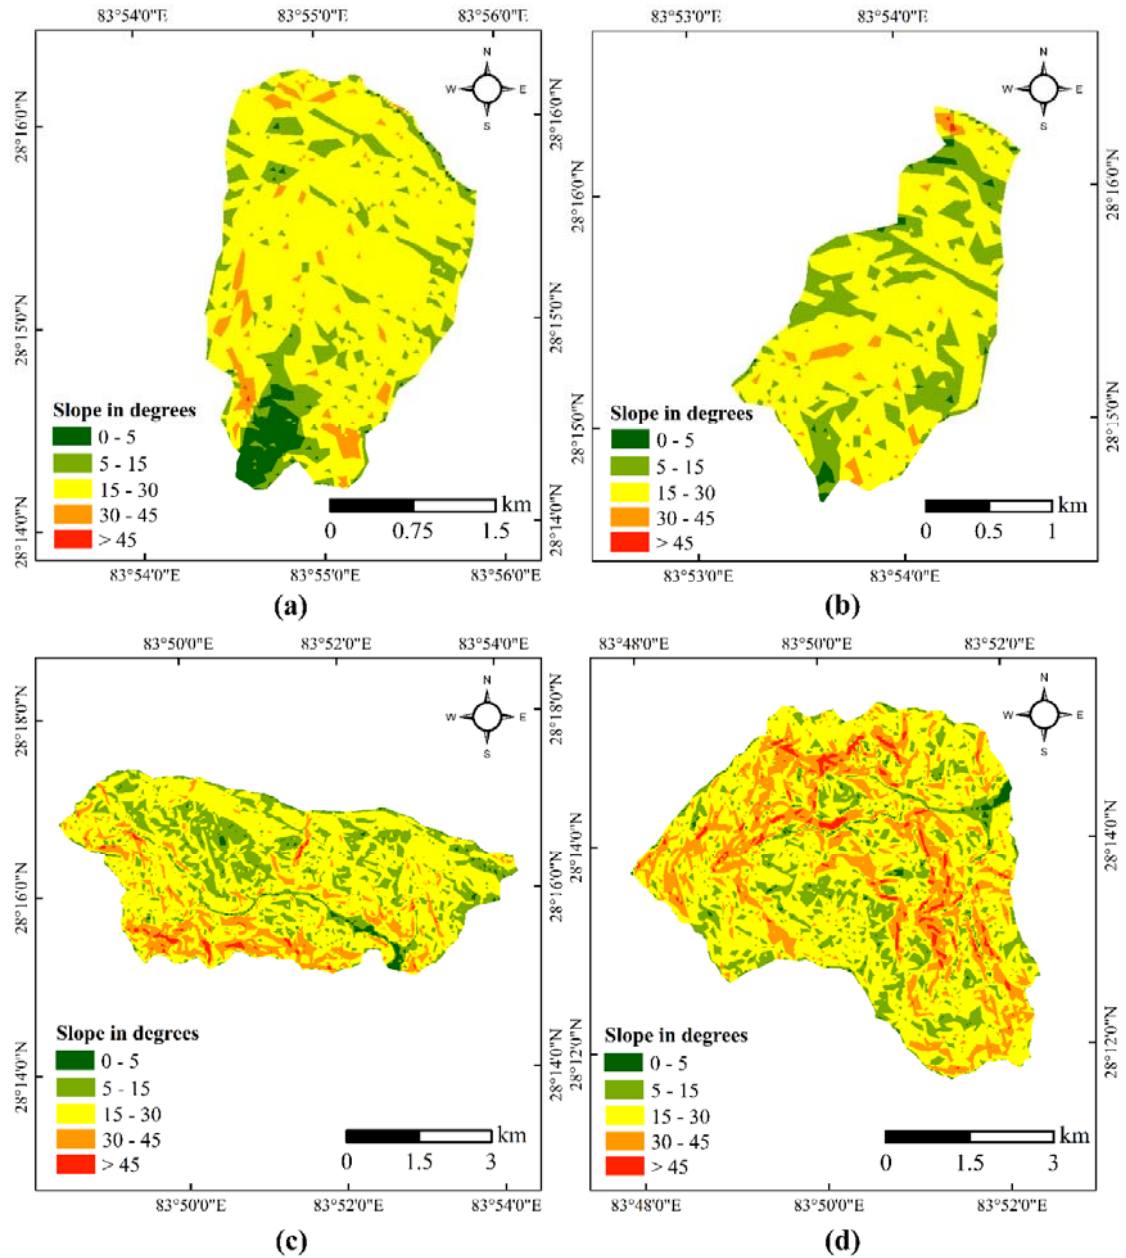 83°54'0"E 83°55'0"E 83°56'0"E
28°16'0"N
28°15'0"N
28°14'0"N
28°16'0"N
28°15'0"N
28°14'0"N
N
W E
S
Slope in degrees
0 - 5
5 - 15
15 - 30
30 - 45
> 45
km
0 0.75 1.5
83°54'0"E 83°55'0"E 83°56'0"E
(a)
83°53'0"E 83°54'0"E
28°16'0"N
28°15'0"N
28°16'0"N
28°15'0"N
N
W E
S
Slope in degrees
0 - 5
5 - 15
15 - 30
30 - 45
> 45
km
0 0.5 1
83°53'0"E 83°54'0"E
(b)
83°50'0"E 83°52'0"E 83°54'0"E
28°18'0"N
28°16'0"N
28°14'0"N
28°18'0"N
28°16'0"N
28°14'0"N
N
W E
S
Slope in degrees
0 - 5
5 - 15
15 - 30
30 - 45
> 45
km
0 1.5 3
83°50'0"E 83°52'0"E 83°54'0"E
(c)
83°48'0"E 83°50'0"E 83°52'0"E
28°14'0"N
28°12'0"N
28°14'0"N
28°12'0"N
N
W E
S
Slope in degrees
0 - 5
5 - 15
15 - 30
30 - 45
> 45
km
0 1.5 3
83°48'0"E 83°50'0"E 83°52'0"E
(d)